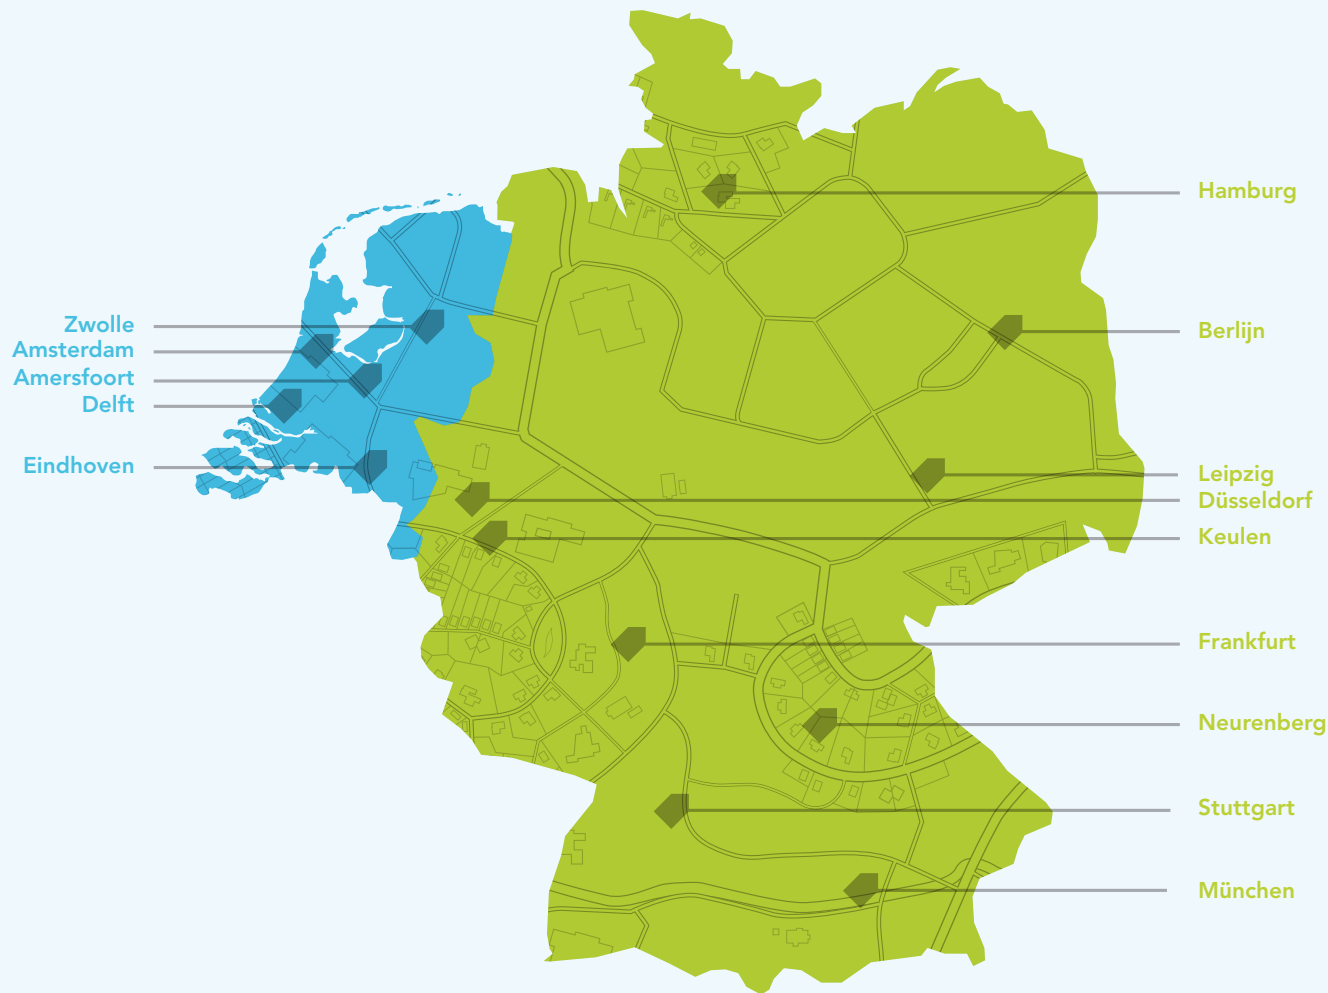 Zwolle
Amsterdam
Amersfoort
Delft
Eindhoven
Hamburg
Berlijn
Leipzig
Düsseldorf
Keulen
Frankfurt
Neurenberg
Stuttgart
München